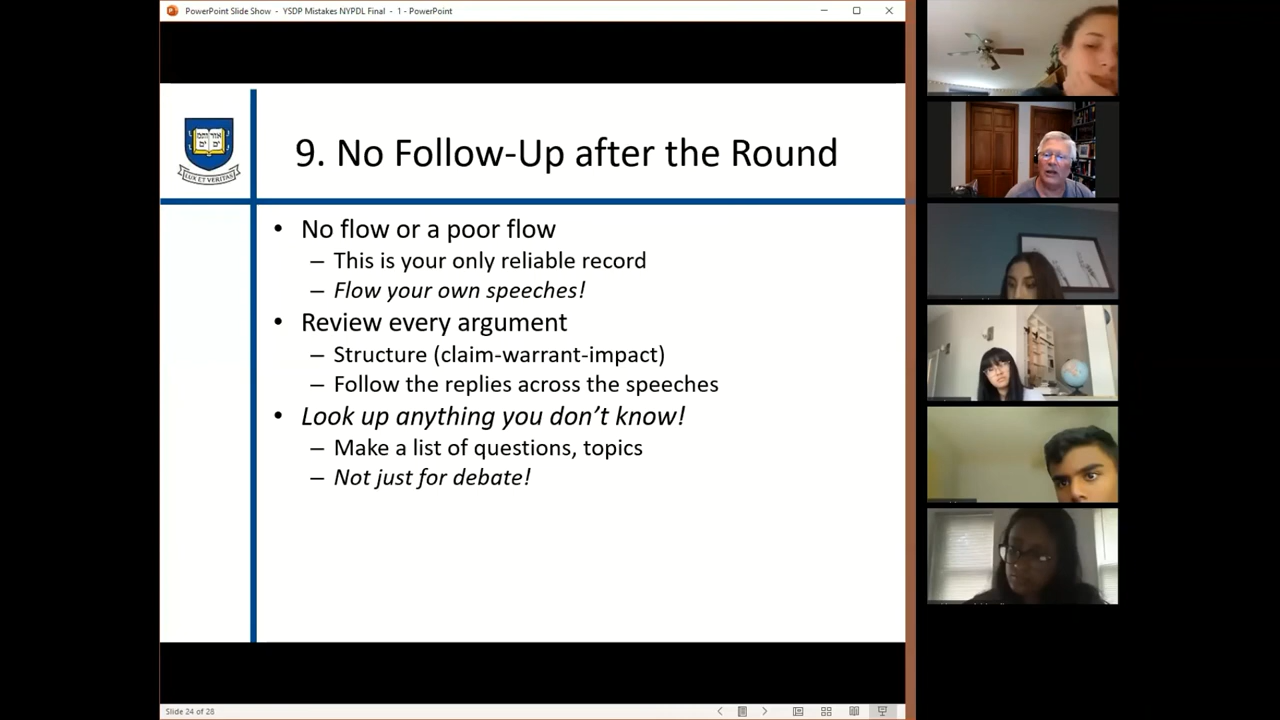 PowerPoint Slide Show - YSDP Mistakes NYPDL Final - 1 - PowerPoint
9. No Follow-Up after the Round
LUX ET VERITAS
• No flow or a poor flow
– This is your only reliable record
– Flow your own speeches!
• Review every argument
– Structure (claim-warrant-impact)
– Follow the replies across the speeches
• Look up anything you don’t know!
– Make a list of questions, topics
– Not just for debate!
Slide 24 of 28